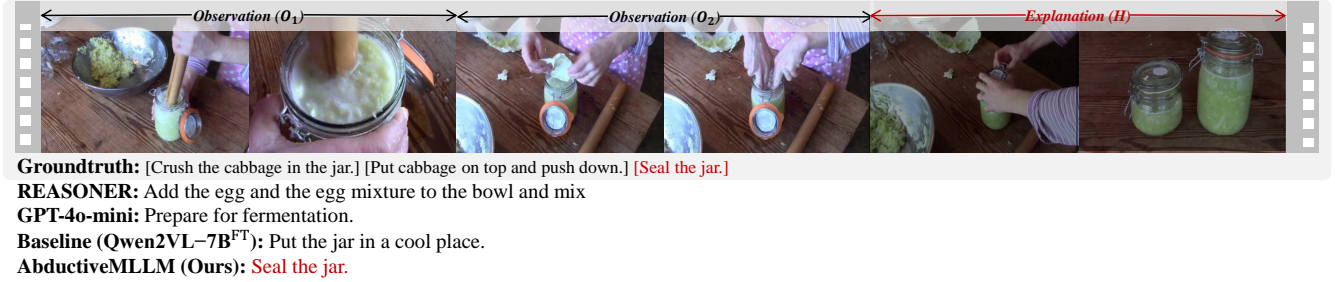 Observation (O₁) Observation (O₂) Explanation (H)
Groundtruth: [Crush the cabbage in the jar.] [Put cabbage on top and push down.] [Seal the jar.]
REASONER: Add the egg and the egg mixture to the bowl and mix
GPT-4o-mini: Prepare for fermentation.
Baseline (Qwen2VL−7B^FT): Put the jar in a cool place.
AbductiveMLLM (Ours): Seal the jar.